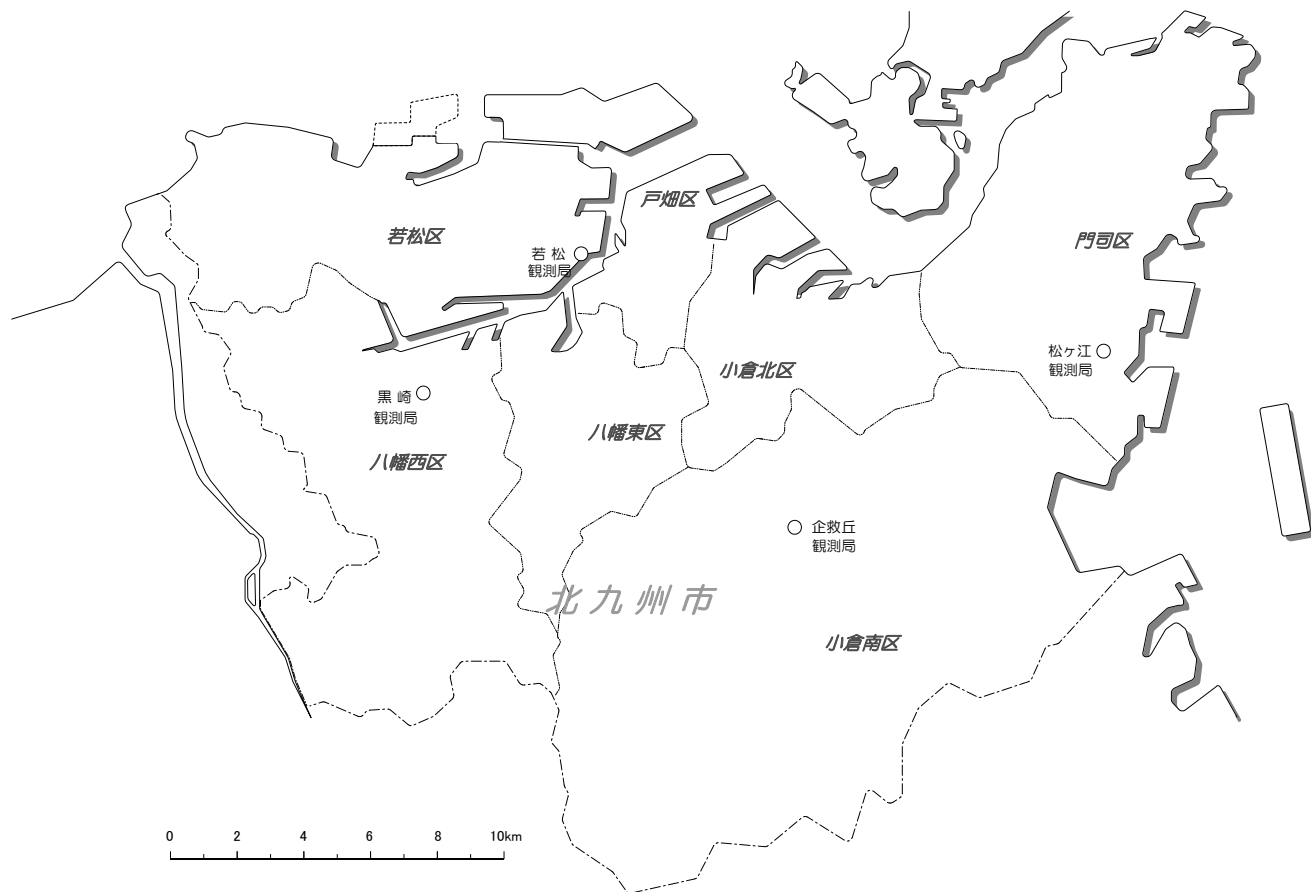 戸畑区
若松区
若松
観測局
門司区
松ヶ江
観測局
小倉北区
黒崎
観測局
八幡東区
八幡西区
企救丘
観測局
北九州市
小倉南区
0 2 4 6 8 10km